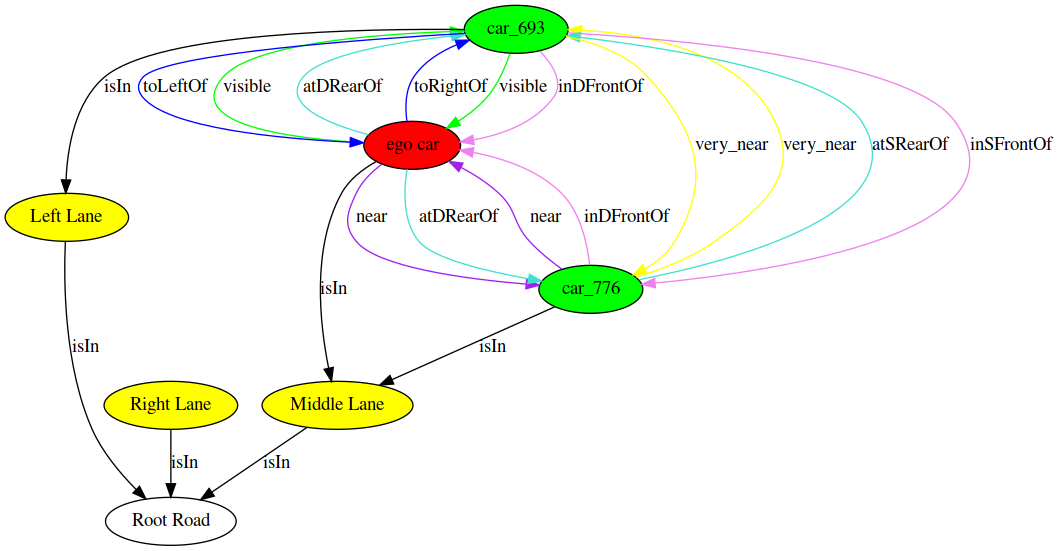 car_693
isIn
toLeftOf
visible
atDRearOf
toRightOf
visible
inDFrontOf
ego car
very_near
very_near
atSRearOf
inSFrontOf
Left Lane
near
atDRearOf
near
inDFrontOf
isIn
car_776
isIn
isIn
Right Lane
Middle Lane
isIn
isIn
Root Road